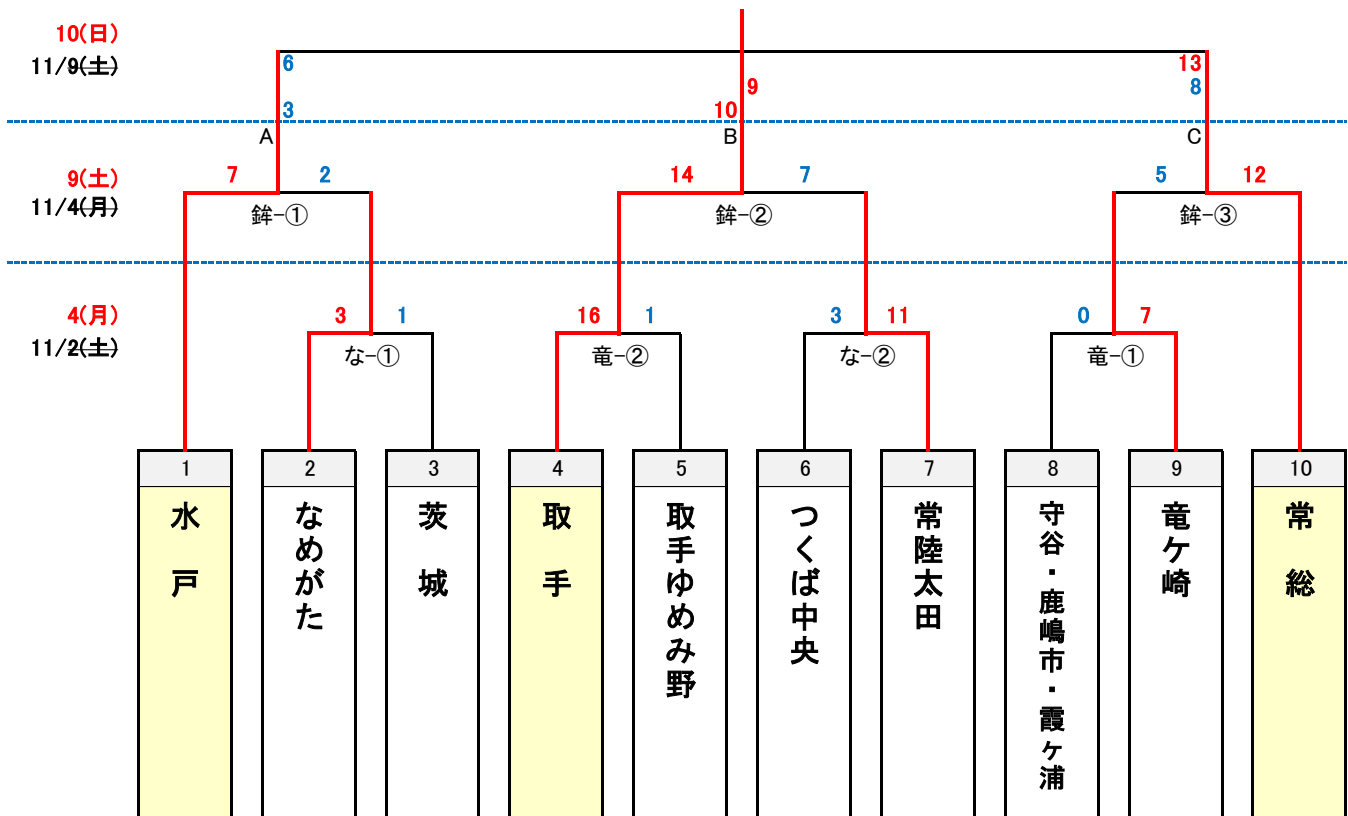 10(日)
11/9(土)
6
13
9
8
3
10
A
B
C
9(土)
11/4(月)
7 2
14 7
5 12
鉾-①
鉾-②
鉾-③
4(月)
11/2(土)
3 1
16 1
3 11
0 7
な-①
竜-②
な-②
竜-①
1
2
3
4
5
6
7
8
9
10
水戸
なめがた
茨城
取手
取手ゆめみ野
つくば中央
常陸太田
守谷・鹿嶋市・霞ヶ浦
竜ケ崎
常総